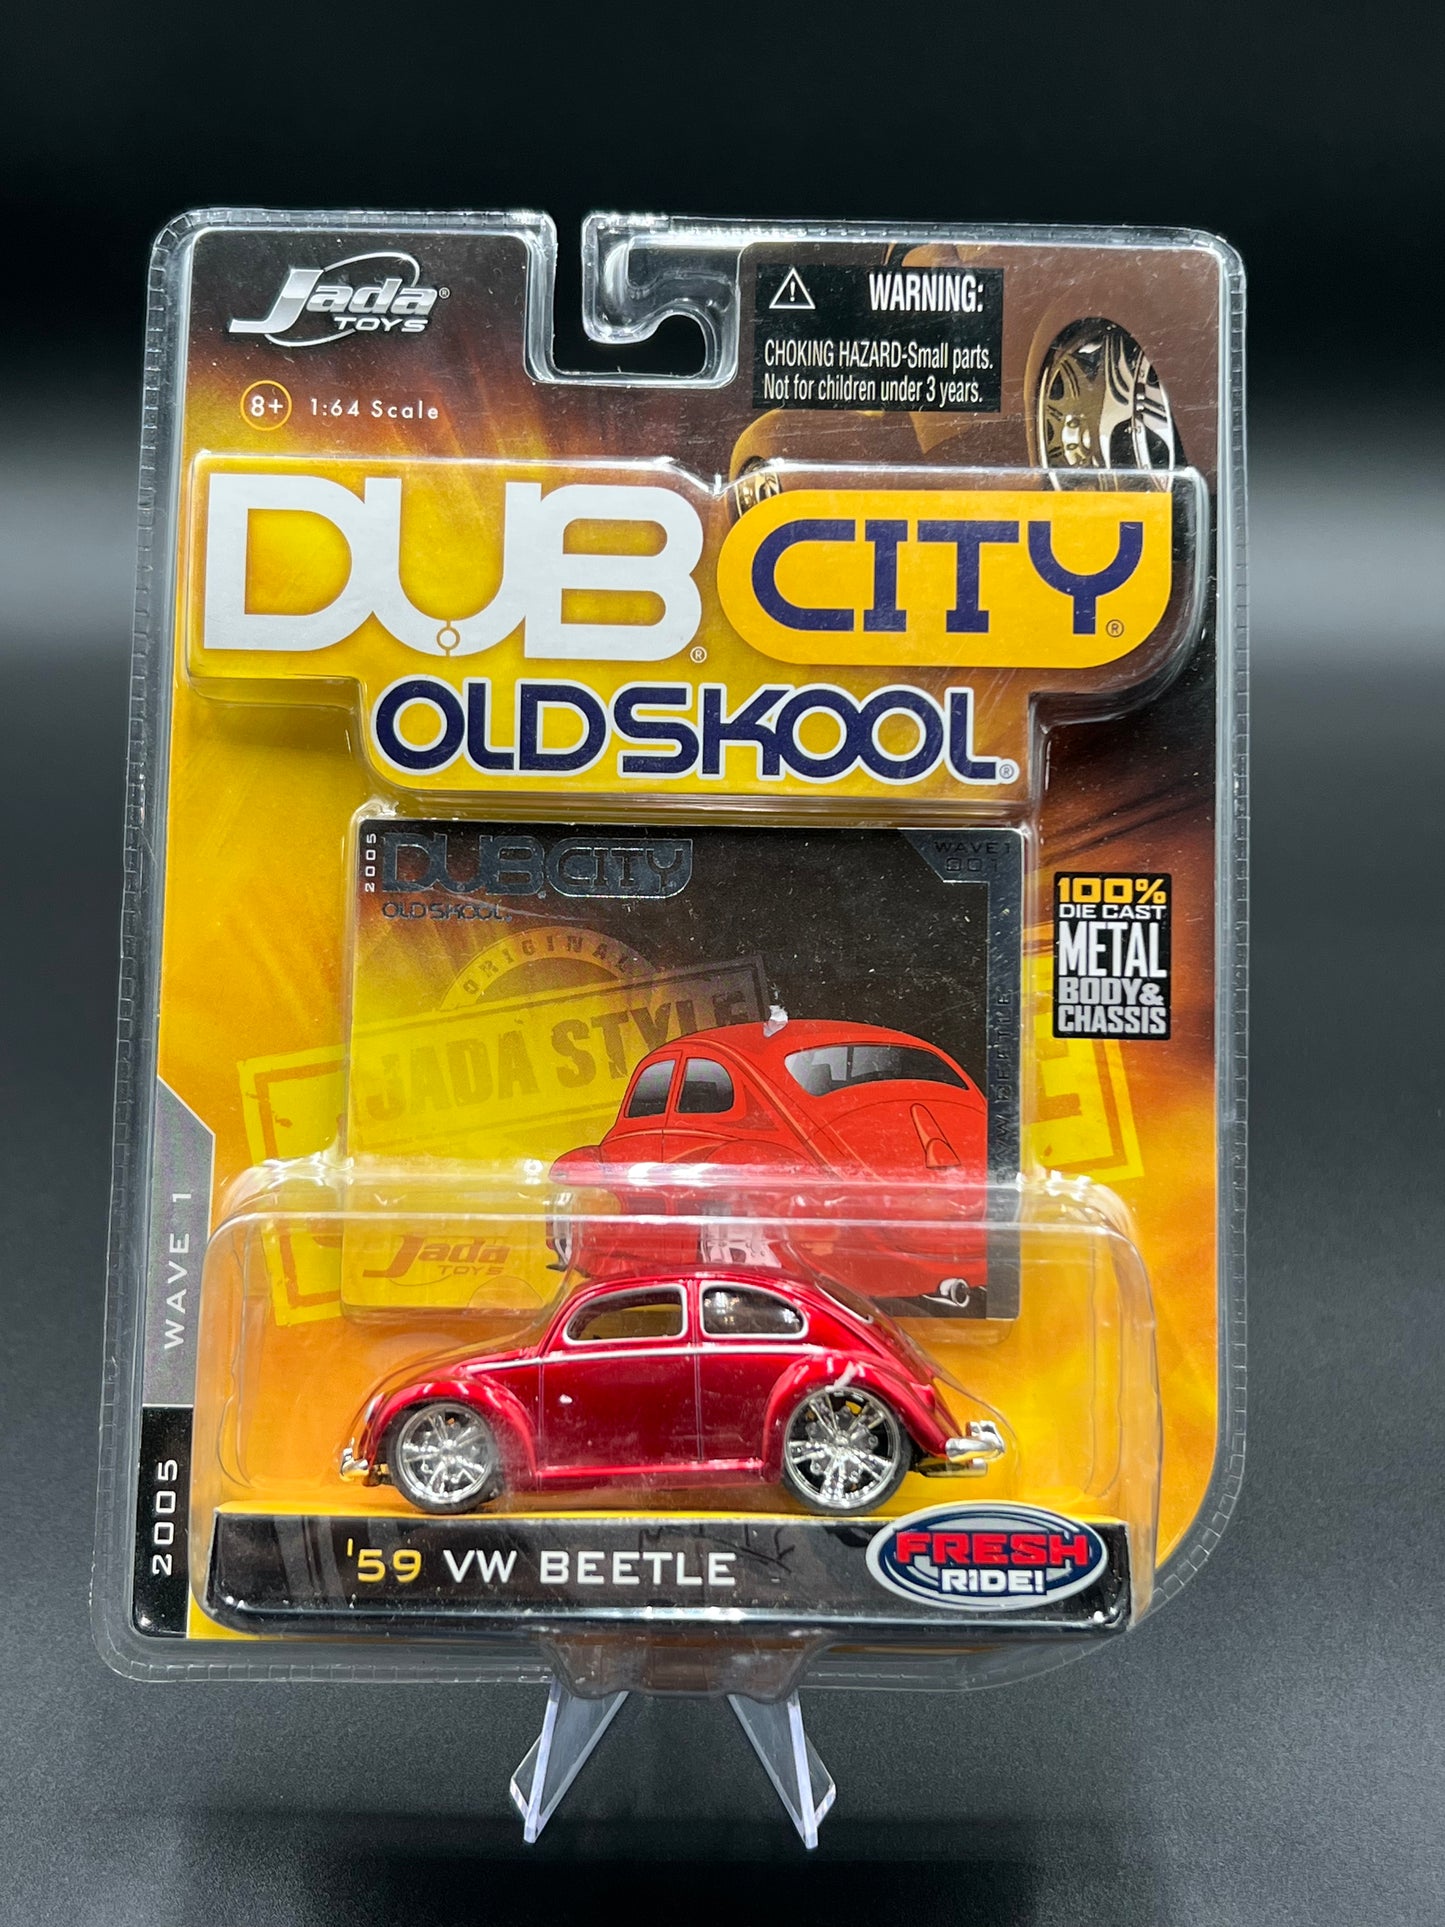 Jada®
TOYS
8+ 1:64 Scale
WARNING:
CHOKING HAZARD-Small parts.
Not for children under 3 years.
DUB® CITY®
OLDSKOOL®
2005
DUB® CITY
OLDSKOOL®
WAVE 1
001
ORIGINAL
JADA STYLE
Jada
TOYS
100%
DIE CAST
METAL
BODY&
CHASSIS
WAVE 1
2005
'59 VW BEETLE
FRESH
RIDE!